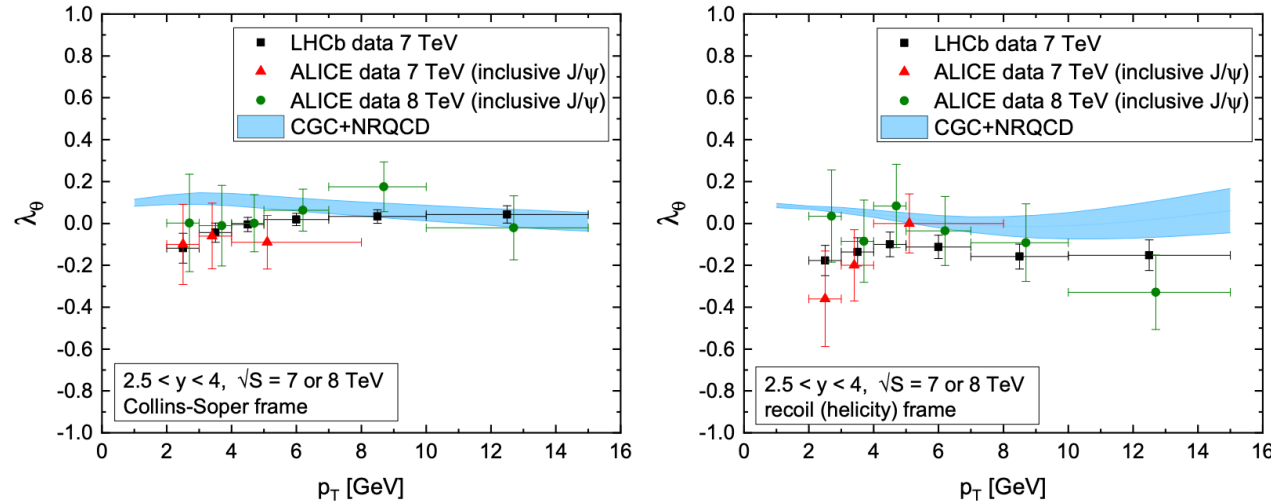 1.0
0.8
0.6
0.4
0.2
0.0
-0.2
-0.4
-0.6
-0.8
-1.0
λθ
LHCb data 7 TeV
ALICE data 7 TeV (inclusive J/ψ)
ALICE data 8 TeV (inclusive J/ψ)
CGC+NRQCD
2.5 < y < 4, √S = 7 or 8 TeV
Collins-Soper frame
0 2 4 6 8 10 12 14 16
pT [GeV]
1.0
0.8
0.6
0.4
0.2
0.0
-0.2
-0.4
-0.6
-0.8
-1.0
λθ
LHCb data 7 TeV
ALICE data 7 TeV (inclusive J/ψ)
ALICE data 8 TeV (inclusive J/ψ)
CGC+NRQCD
2.5 < y < 4, √S = 7 or 8 TeV
recoil (helicity) frame
0 2 4 6 8 10 12 14 16
pT [GeV]